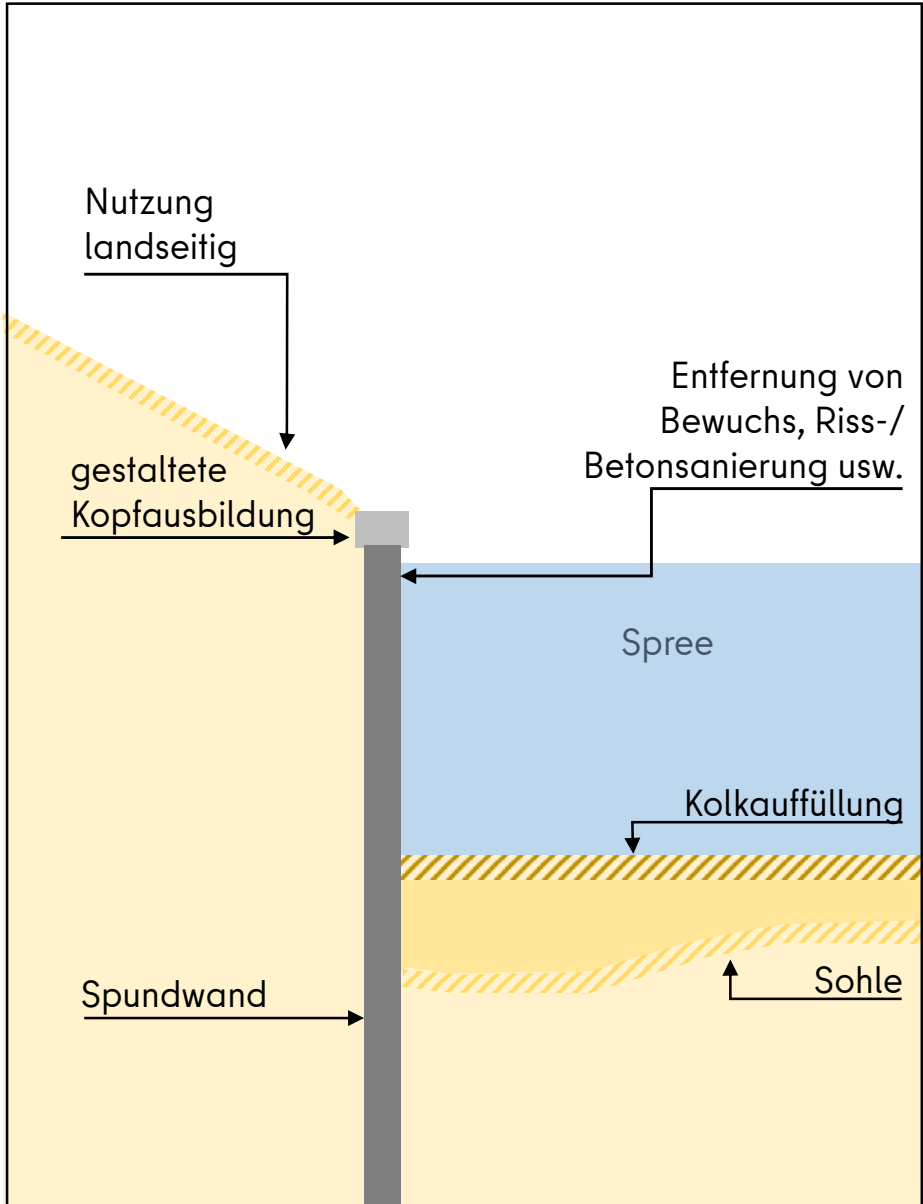 Nutzung
landseitig
Entfernung von
Bewuchs, Riss-/
Betonsanierung usw.
gestaltete
Kopfausbildung
Spree
Kolkauffüllung
Spundwand
Sohle